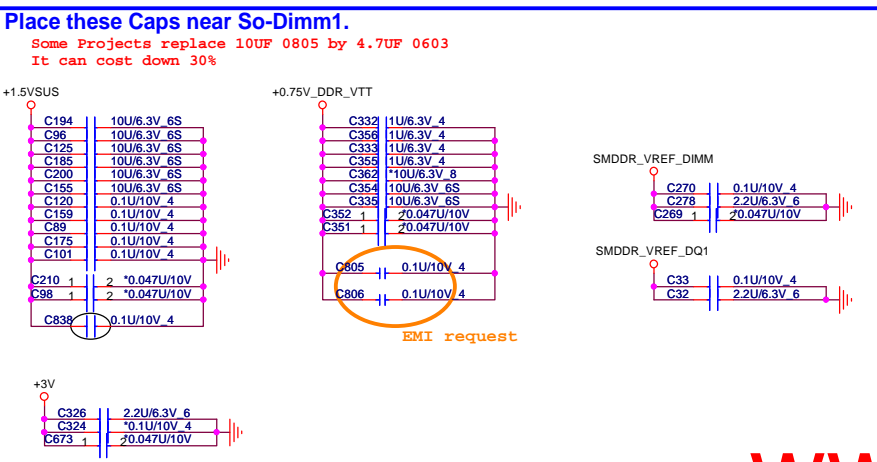 Place these Caps near So-Dimm1.
Some Projects replace 10UF 0805 by 4.7UF 0603
It can cost down 30%
+1.5VSUS
C194 10U/6.3V_6S
C96 10U/6.3V_6S
C125 10U/6.3V_6S
C185 10U/6.3V_6S
C200 10U/6.3V_6S
C155 10U/6.3V_6S
C120 0.1U/10V_4
C159 0.1U/10V_4
C89 0.1U/10V_4
C175 0.1U/10V_4
C101 0.1U/10V_4
C210 1 2 *0.047U/10V
C98 1 2 *0.047U/10V
C838 0.1U/10V_4
+0.75V_DDR_VTT
C332 1U/6.3V_4
C356 1U/6.3V_4
C333 1U/6.3V_4
C355 1U/6.3V_4
C362 *10U/6.3V_8
C354 10U/6.3V_6S
C335 10U/6.3V_6S
C352 1 2 *0.047U/10V
C351 1 2 *0.047U/10V
C805 0.1U/10V_4
C806 0.1U/10V_4
EMI request
SMDDR_VREF_DIMM
C270 0.1U/10V_4
C278 2.2U/6.3V_6
C269 1 2 *0.047U/10V
SMDDR_VREF_DQ1
C33 0.1U/10V_4
C32 2.2U/6.3V_6
+3V
C326 2.2U/6.3V_6
C324 *0.1U/10V_4
C673 1 2 *0.047U/10V